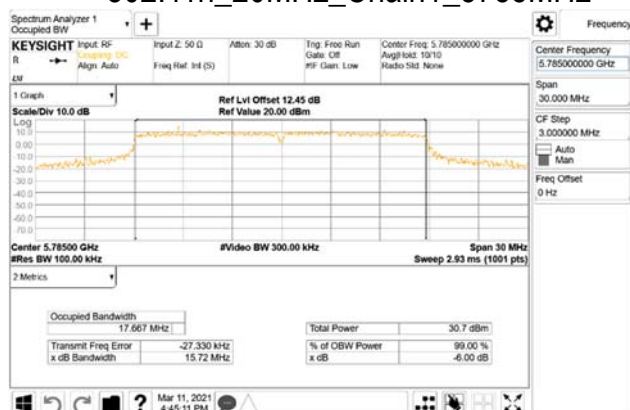 802.11n_20MHz_Chain1_5785MHz
Spectrum Analyzer 1
Occupied BW
Frequency
KEYSIGHT
R
LM
Input: RF
Coupling: DC
Align: Auto
Input Z: 50 Ω
Freq Ref: Int (S)
Atten: 30 dB
Trig: Free Run
Gate: Off
#IF Gain: Low
Center Freq: 5.785000000 GHz
Avg|Hold: 10/10
Radio Std: None
Center Frequency
5.785000000 GHz
Span
30.000 MHz
CF Step
3.000000 MHz
Auto
Man
Freq Offset
0 Hz
1 Graph
Scale/Div 10.0 dB
Ref Lvl Offset 12.45 dB
Ref Value 20.00 dBm
Log
10.0
0.00
-10.0
-20.0
-30.0
-40.0
-50.0
-60.0
-70.0
Center 5.78500 GHz
#Res BW 100.00 kHz
#Video BW 300.00 kHz
Span 30 MHz
Sweep 2.93 ms (1001 pts)
2 Metrics
Occupied Bandwidth
17.667 MHz
Total Power 30.7 dBm
Transmit Freq Error -27.330 kHz
% of OBW Power 99.00 %
x dB Bandwidth 15.72 MHz
x dB -6.00 dB
Mar 11, 2021
4:45:11 PM